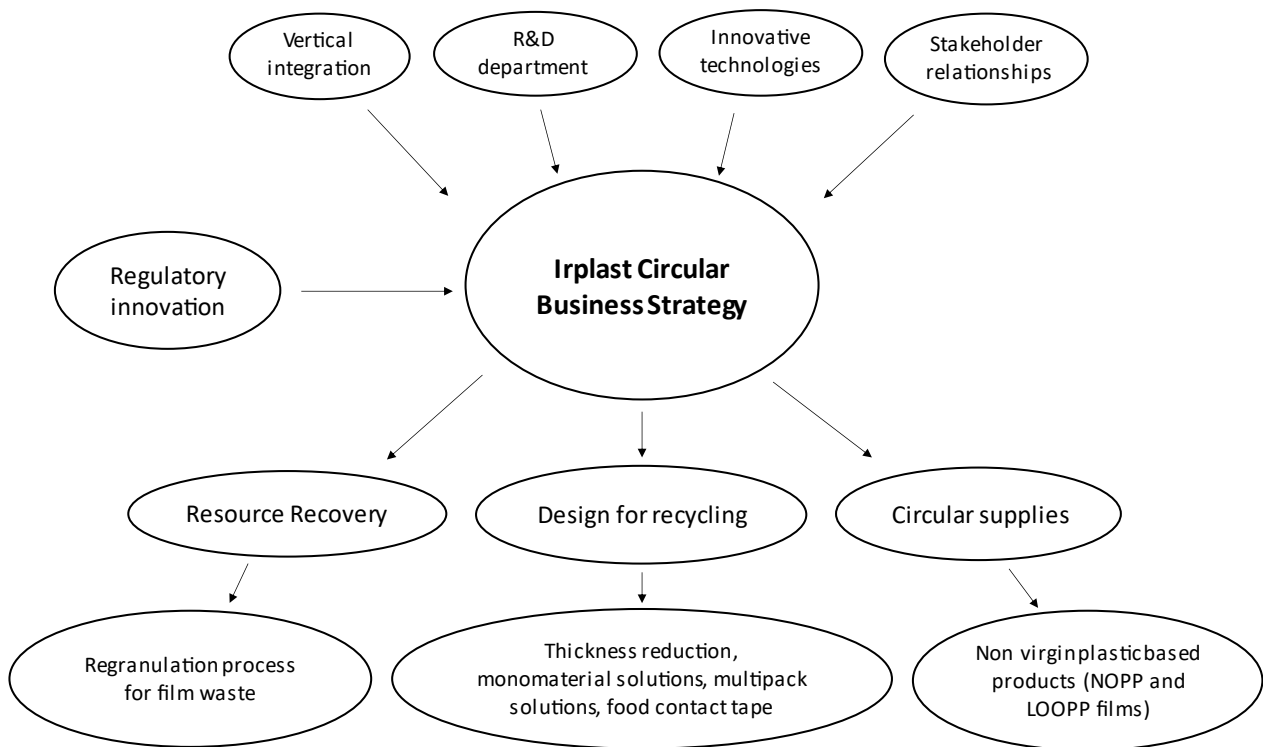 Vertical
integration
R&D
department
Innovative
technologies
Stakeholder
relationships
Regulatory
innovation
Irplast Circular
Business Strategy
Resource Recovery
Design for recycling
Circular supplies
Regranulation process
for film waste
Thickness reduction,
monomaterial solutions, multipack
solutions, food contact tape
Non virgin plastic based
products (NOPP and
LOOPP films)